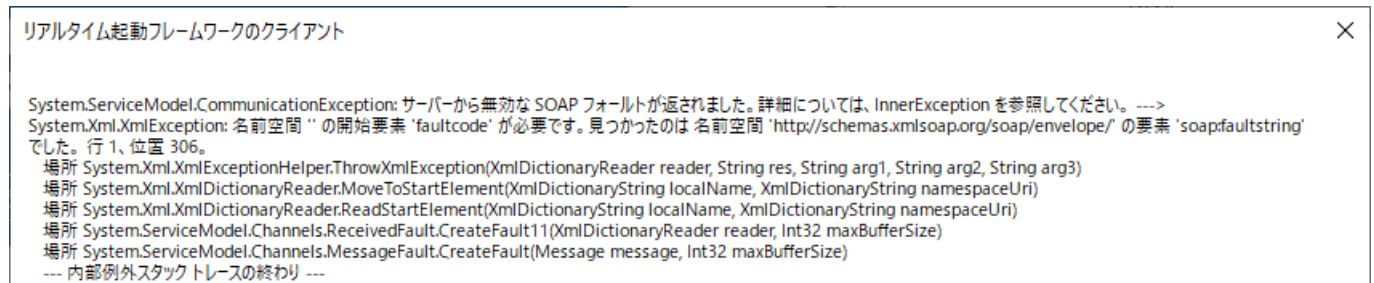 リアルタイム起動フレームワークのクライアント
System.ServiceModel.CommunicationException: サーバーから無効な SOAP フォールトが返されました。詳細については、InnerException を参照してください。 --->
System.Xml.XmlException: 名前空間 '' の開始要素 'faultcode' が必要です。見つかったのは 名前空間 'http://schemas.xmlsoap.org/soap/envelope/' の要素 'soap:faultstring'
でした。 行 1、位置 306。
場所 System.Xml.XmlExceptionHelper.ThrowXmlException(XmlDictionaryReader reader, String res, String arg1, String arg2, String arg3)
場所 System.Xml.XmlDictionaryReader.MoveToStartElement(XmlDictionaryString localName, XmlDictionaryString namespaceUri)
場所 System.Xml.XmlDictionaryReader.ReadStartElement(XmlDictionaryString localName, XmlDictionaryString namespaceUri)
場所 System.ServiceModel.Channels.ReceivedFault.CreateFault11(XmlDictionaryReader reader, Int32 maxBufferSize)
場所 System.ServiceModel.Channels.MessageFault.CreateFault(Message message, Int32 maxBufferSize)
--- 内部例外スタック トレースの終わり ---